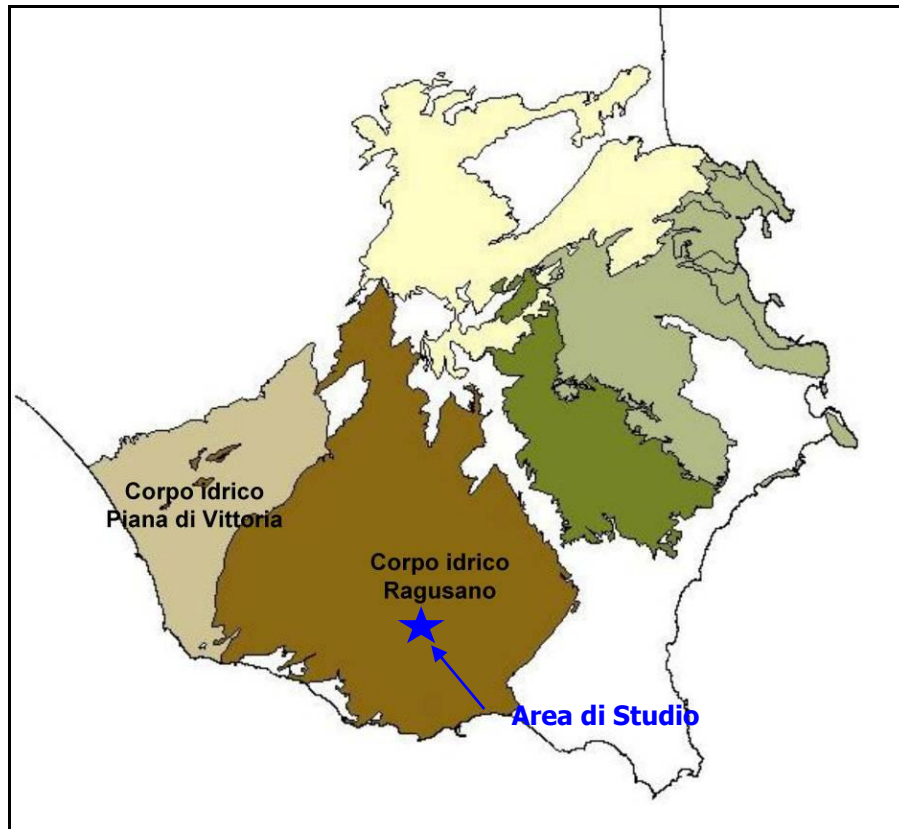 Corpo idrico
Piana di Vittoria
Corpo idrico
Ragusano
Area di Studio